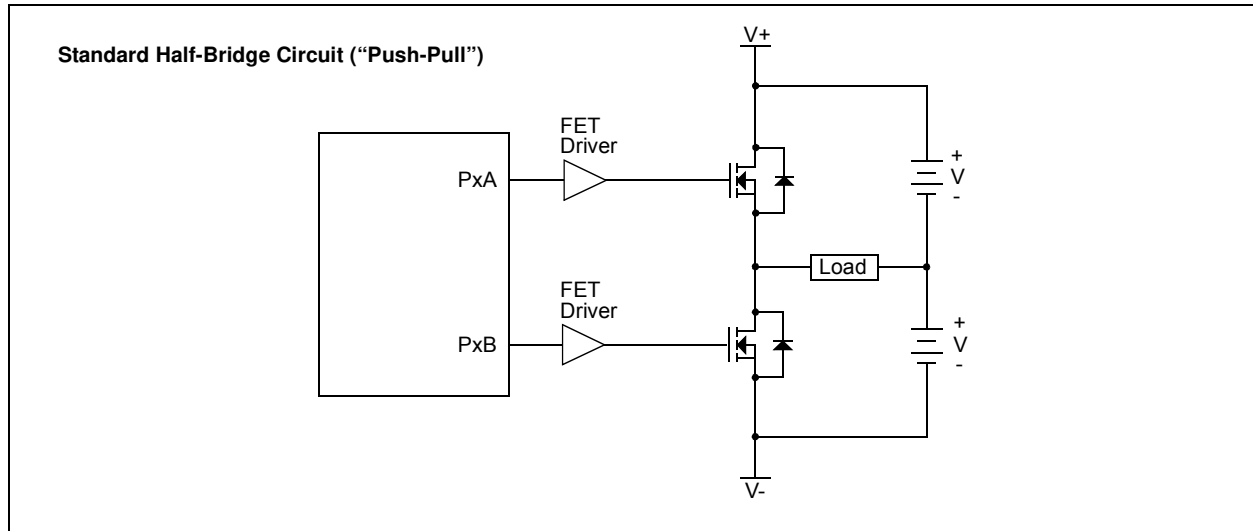 Standard Half-Bridge Circuit (“Push-Pull”)
V+
FET
Driver
PxA
+
V
-
Load
FET
Driver
PxB
+
V
-
V-